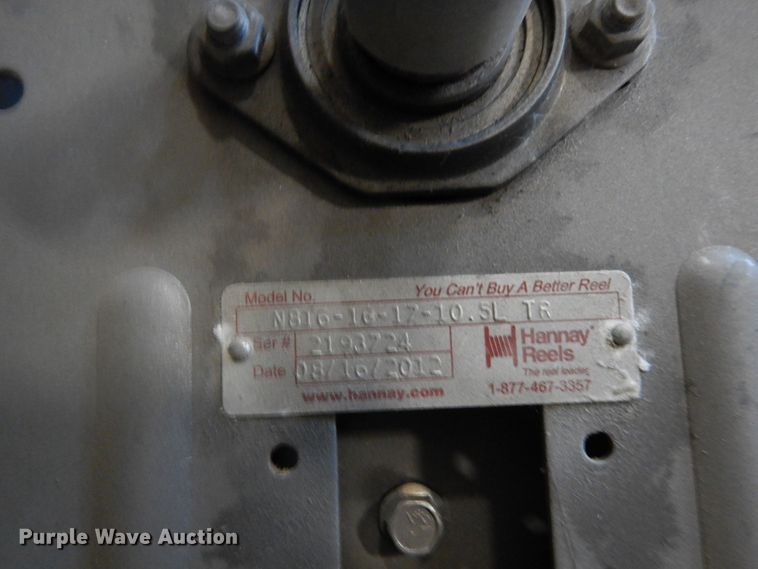 You Can't Buy A Better Reel
Model No.
N816-16-17-10.5L TR
Ser # 2193724
Hannay®
Reels
The reel leader.
Date 08/16/2012
www.hannay.com
1-877-467-3357
Purple Wave Auction